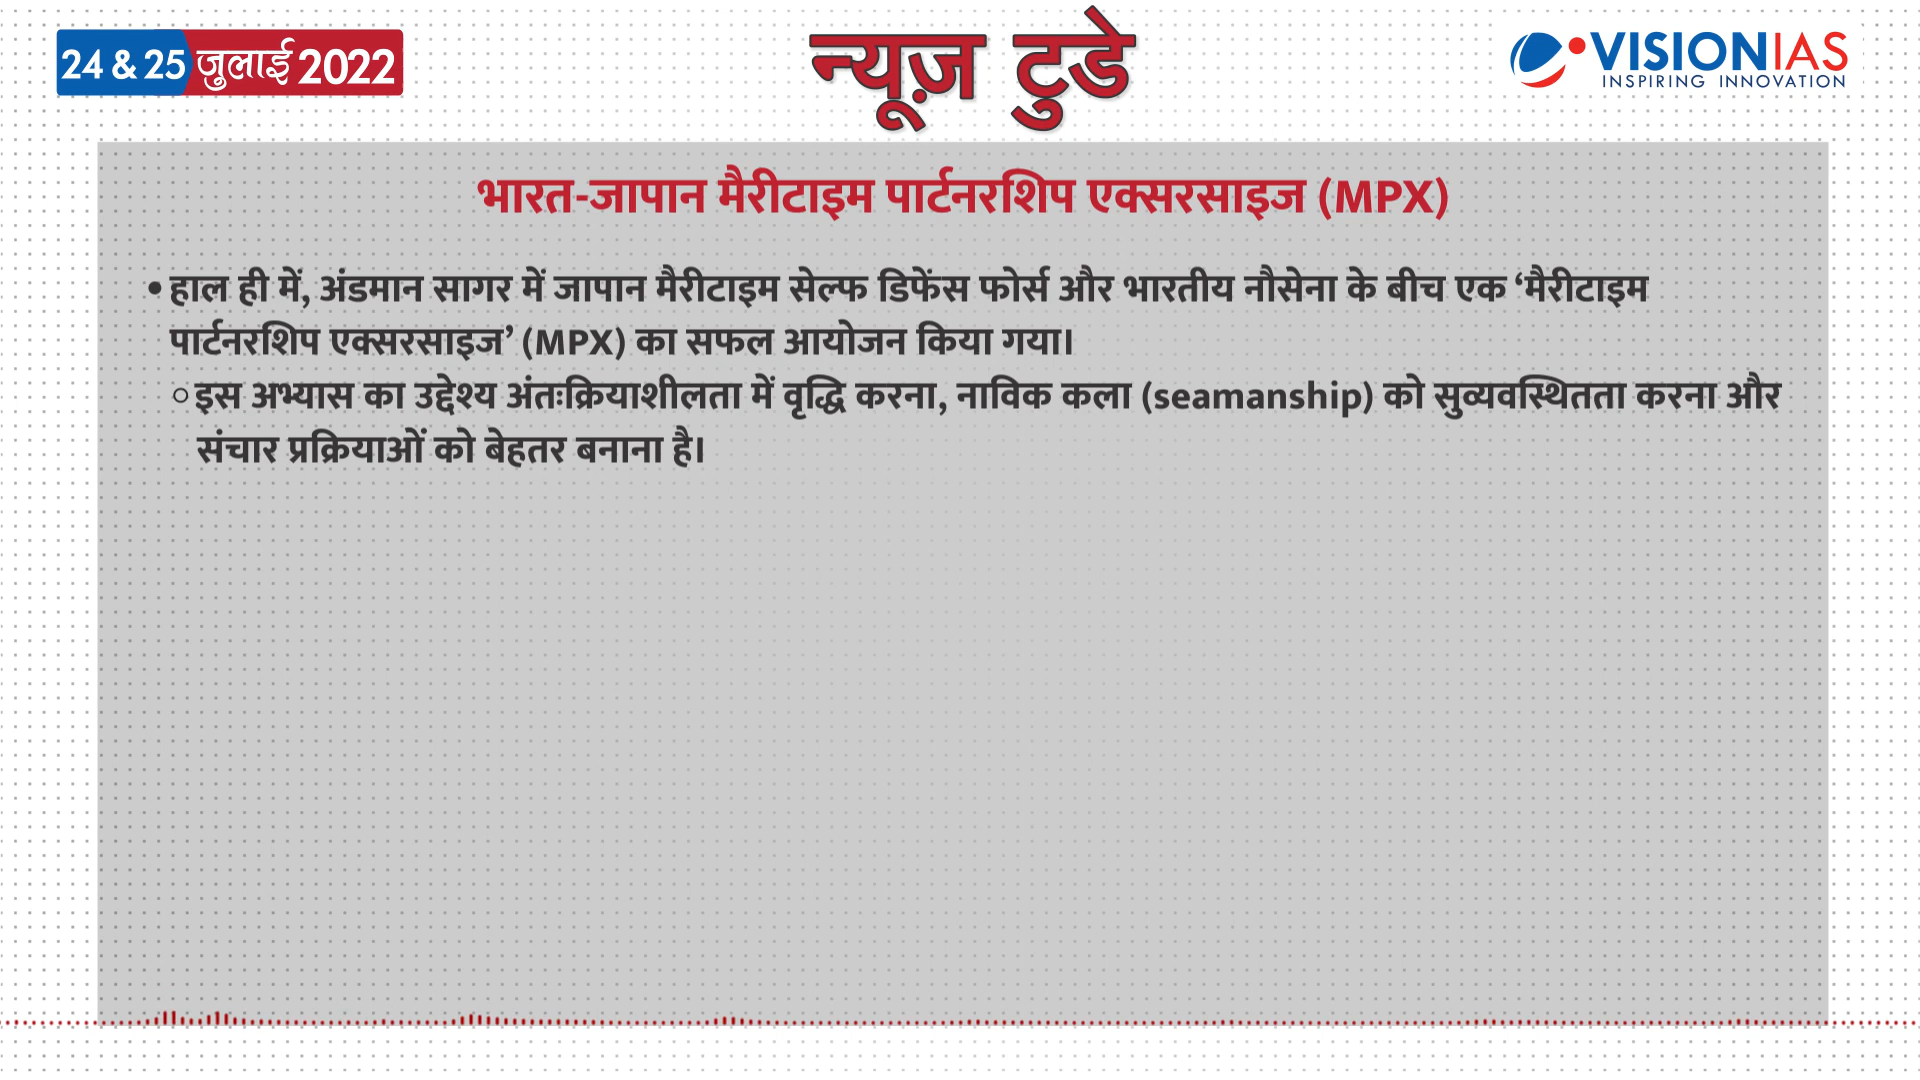 24 & 25 जुलाई 2022
न्यूज़ टुडे
VISIONIAS
INSPIRING INNOVATION
भारत-जापान मैरीटाइम पार्टनरशिप एक्सरसाइज (MPX)
• हाल ही में, अंडमान सागर में जापान मैरीटाइम सेल्फ डिफेंस फोर्स और भारतीय नौसेना के बीच एक ‘मैरीटाइम
पार्टनरशिप एक्सरसाइज’ (MPX) का सफल आयोजन किया गया।
○ इस अभ्यास का उद्देश्य अंतःक्रियाशीलता में वृद्धि करना, नाविक कला (seamanship) को सुव्यवस्थितता करना और
संचार प्रक्रियाओं को बेहतर बनाना है।